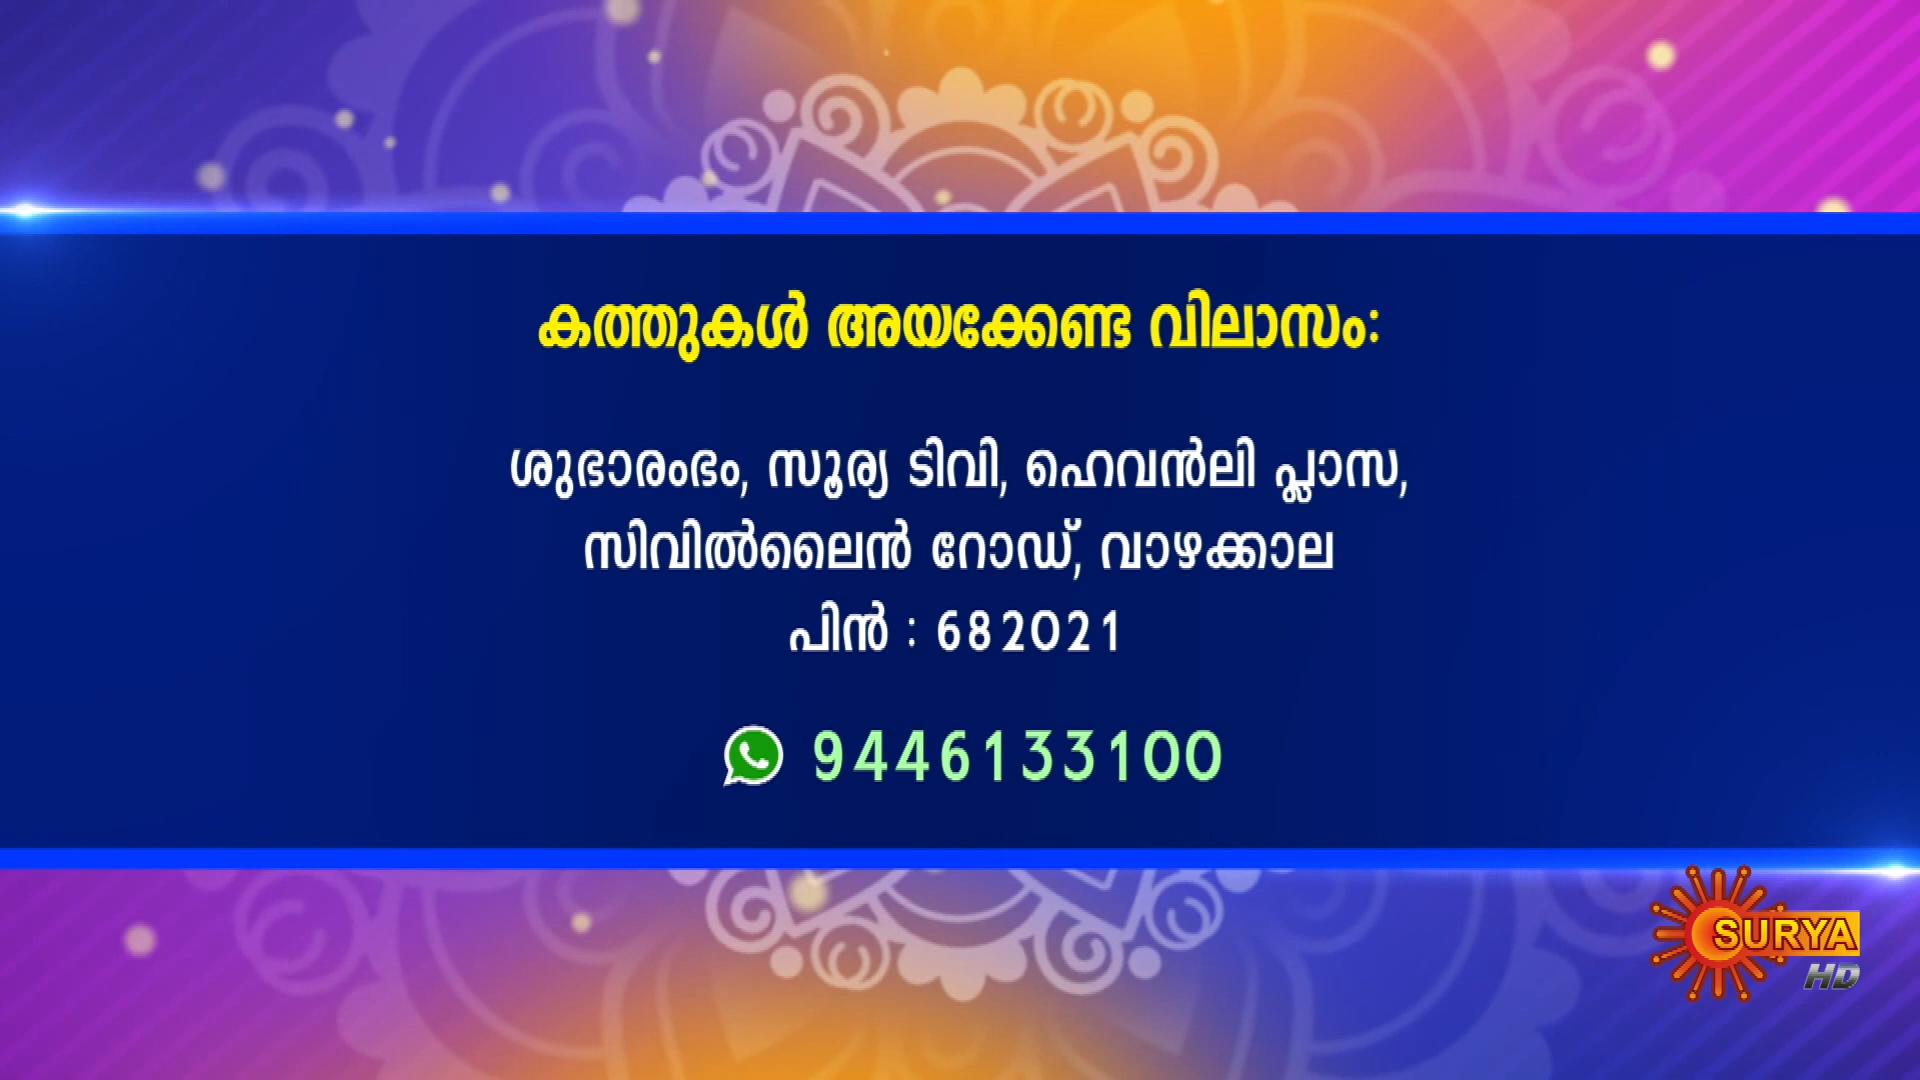 കത്തുകൾ അയക്കേണ്ട വിലാസം:
ശുഭാരംഭം, സൂര്യ ടിവി, ഹെവൻലി പ്ലാസ,
സിവിൽലൈൻ റോഡ്, വാഴക്കാല
പിൻ : 682021
9446133100
SURYA
HD